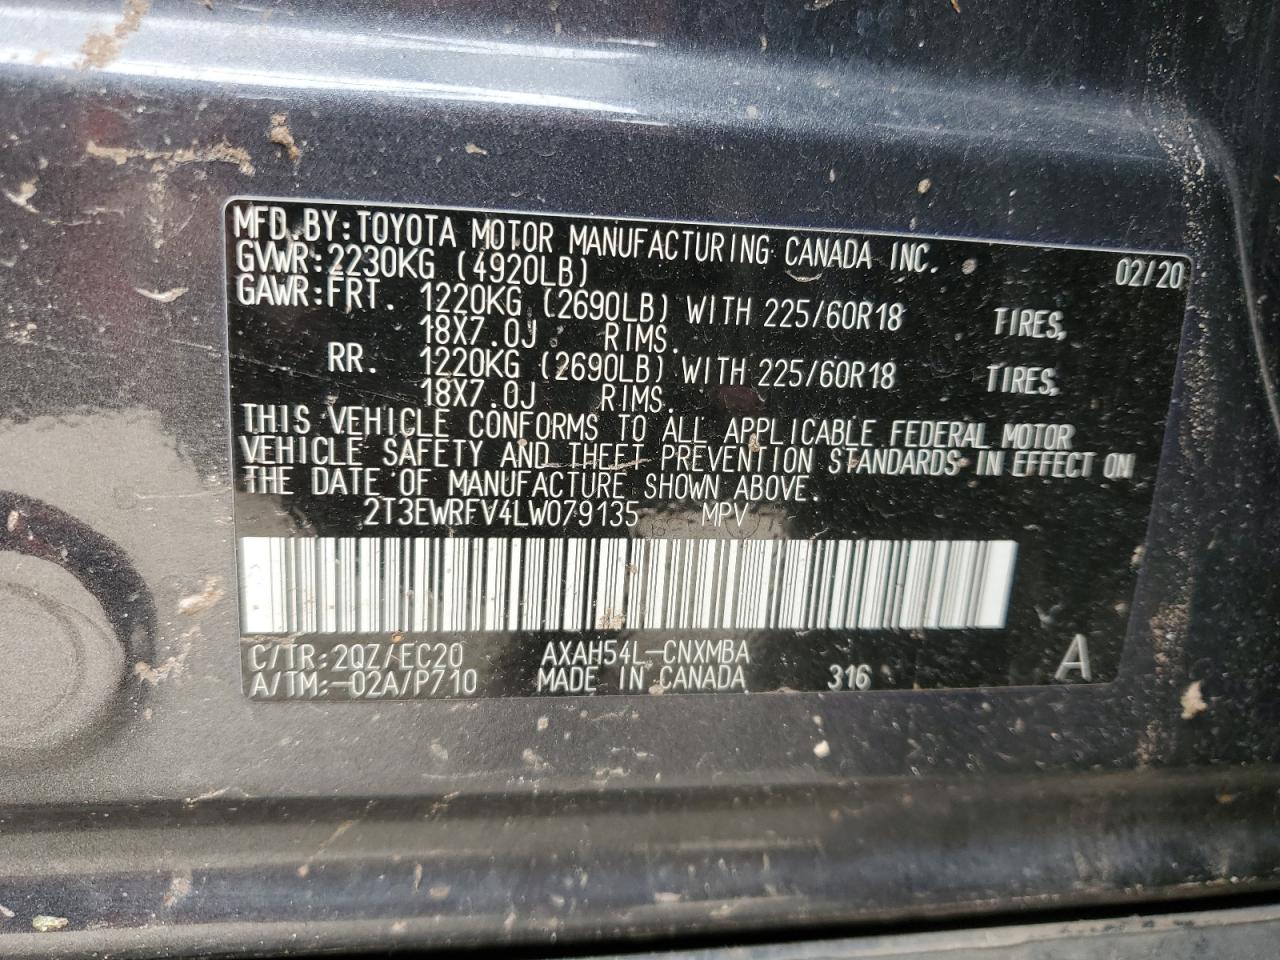 MFD.BY:TOYOTA MOTOR MANUFACTURING CANADA INC. 02/20
GVWR:2230KG (4920LB)
GAWR:FRT. 1220KG (2690LB) WITH 225/60R18 TIRES,
18X7.0J RIMS.
RR. 1220KG (2690LB) WITH 225/60R18 TIRES,
18X7.0J RIMS.
THIS VEHICLE CONFORMS TO ALL APPLICABLE FEDERAL MOTOR
VEHICLE SAFETY AND THEFT PREVENTION STANDARDS IN EFFECT ON
THE DATE OF MANUFACTURE SHOWN ABOVE.
2T3EWRFV4LW079135 MPV
C/TR:2QZ/EC20 AXAH54L-CNXMBA A
A/TM:-02A/P710 MADE IN CANADA 316